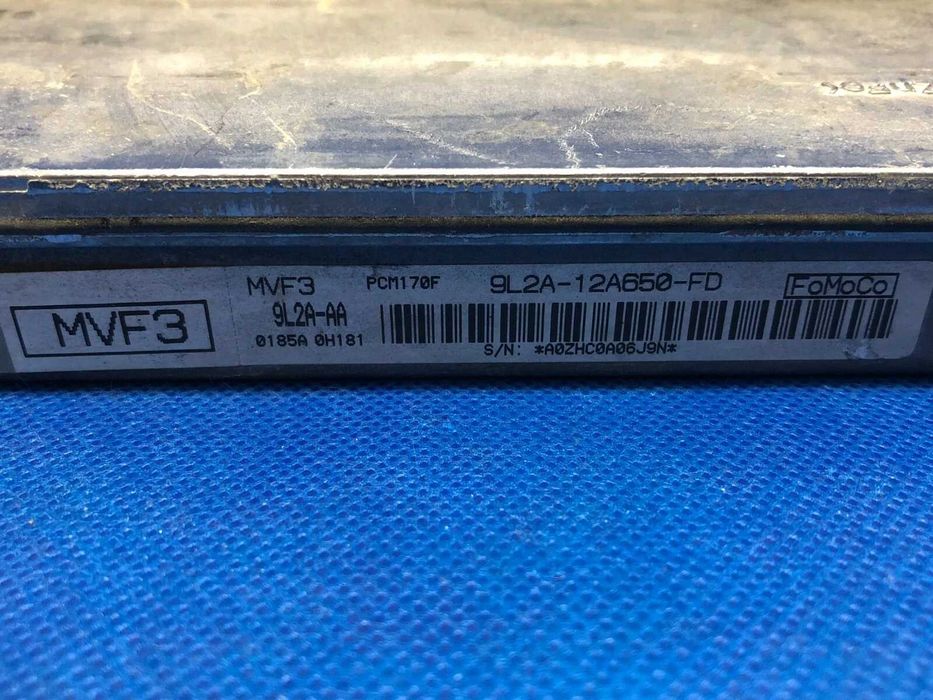 MVF3
MVF3 PCM170F 9L2A-12A650-FD FoMoCo
9L2A-AA
0185A 0H181
S/N: *A0ZHC0A06J9N*